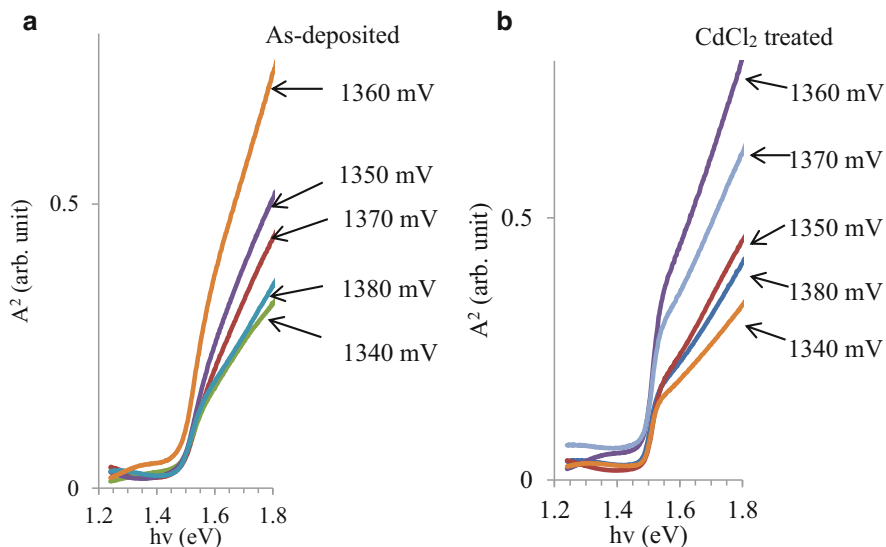 a
As-deposited
1360 mV
1350 mV
1370 mV
1380 mV
1340 mV
A² (arb. unit)
0.5
0
1.2
1.4
1.6
1.8
hν (eV)
b
CdCl₂ treated
1360 mV
1370 mV
1350 mV
1380 mV
1340 mV
A² (arb. unit)
0.5
0
1.2
1.4
1.6
1.8
hν (eV)